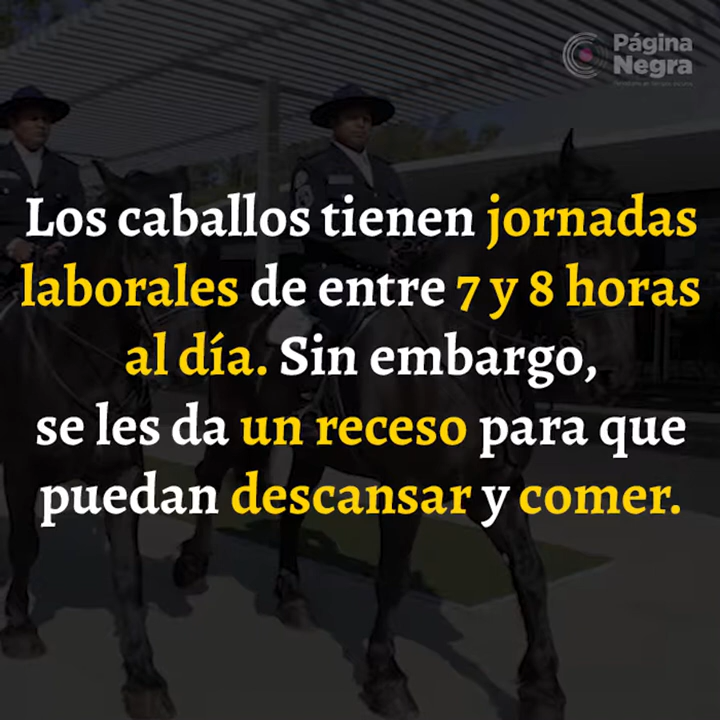 Página
Negra
Los caballos tienen jornadas
laborales de entre 7 y 8 horas
al día. Sin embargo,
se les da un receso para que
puedan descansar y comer.